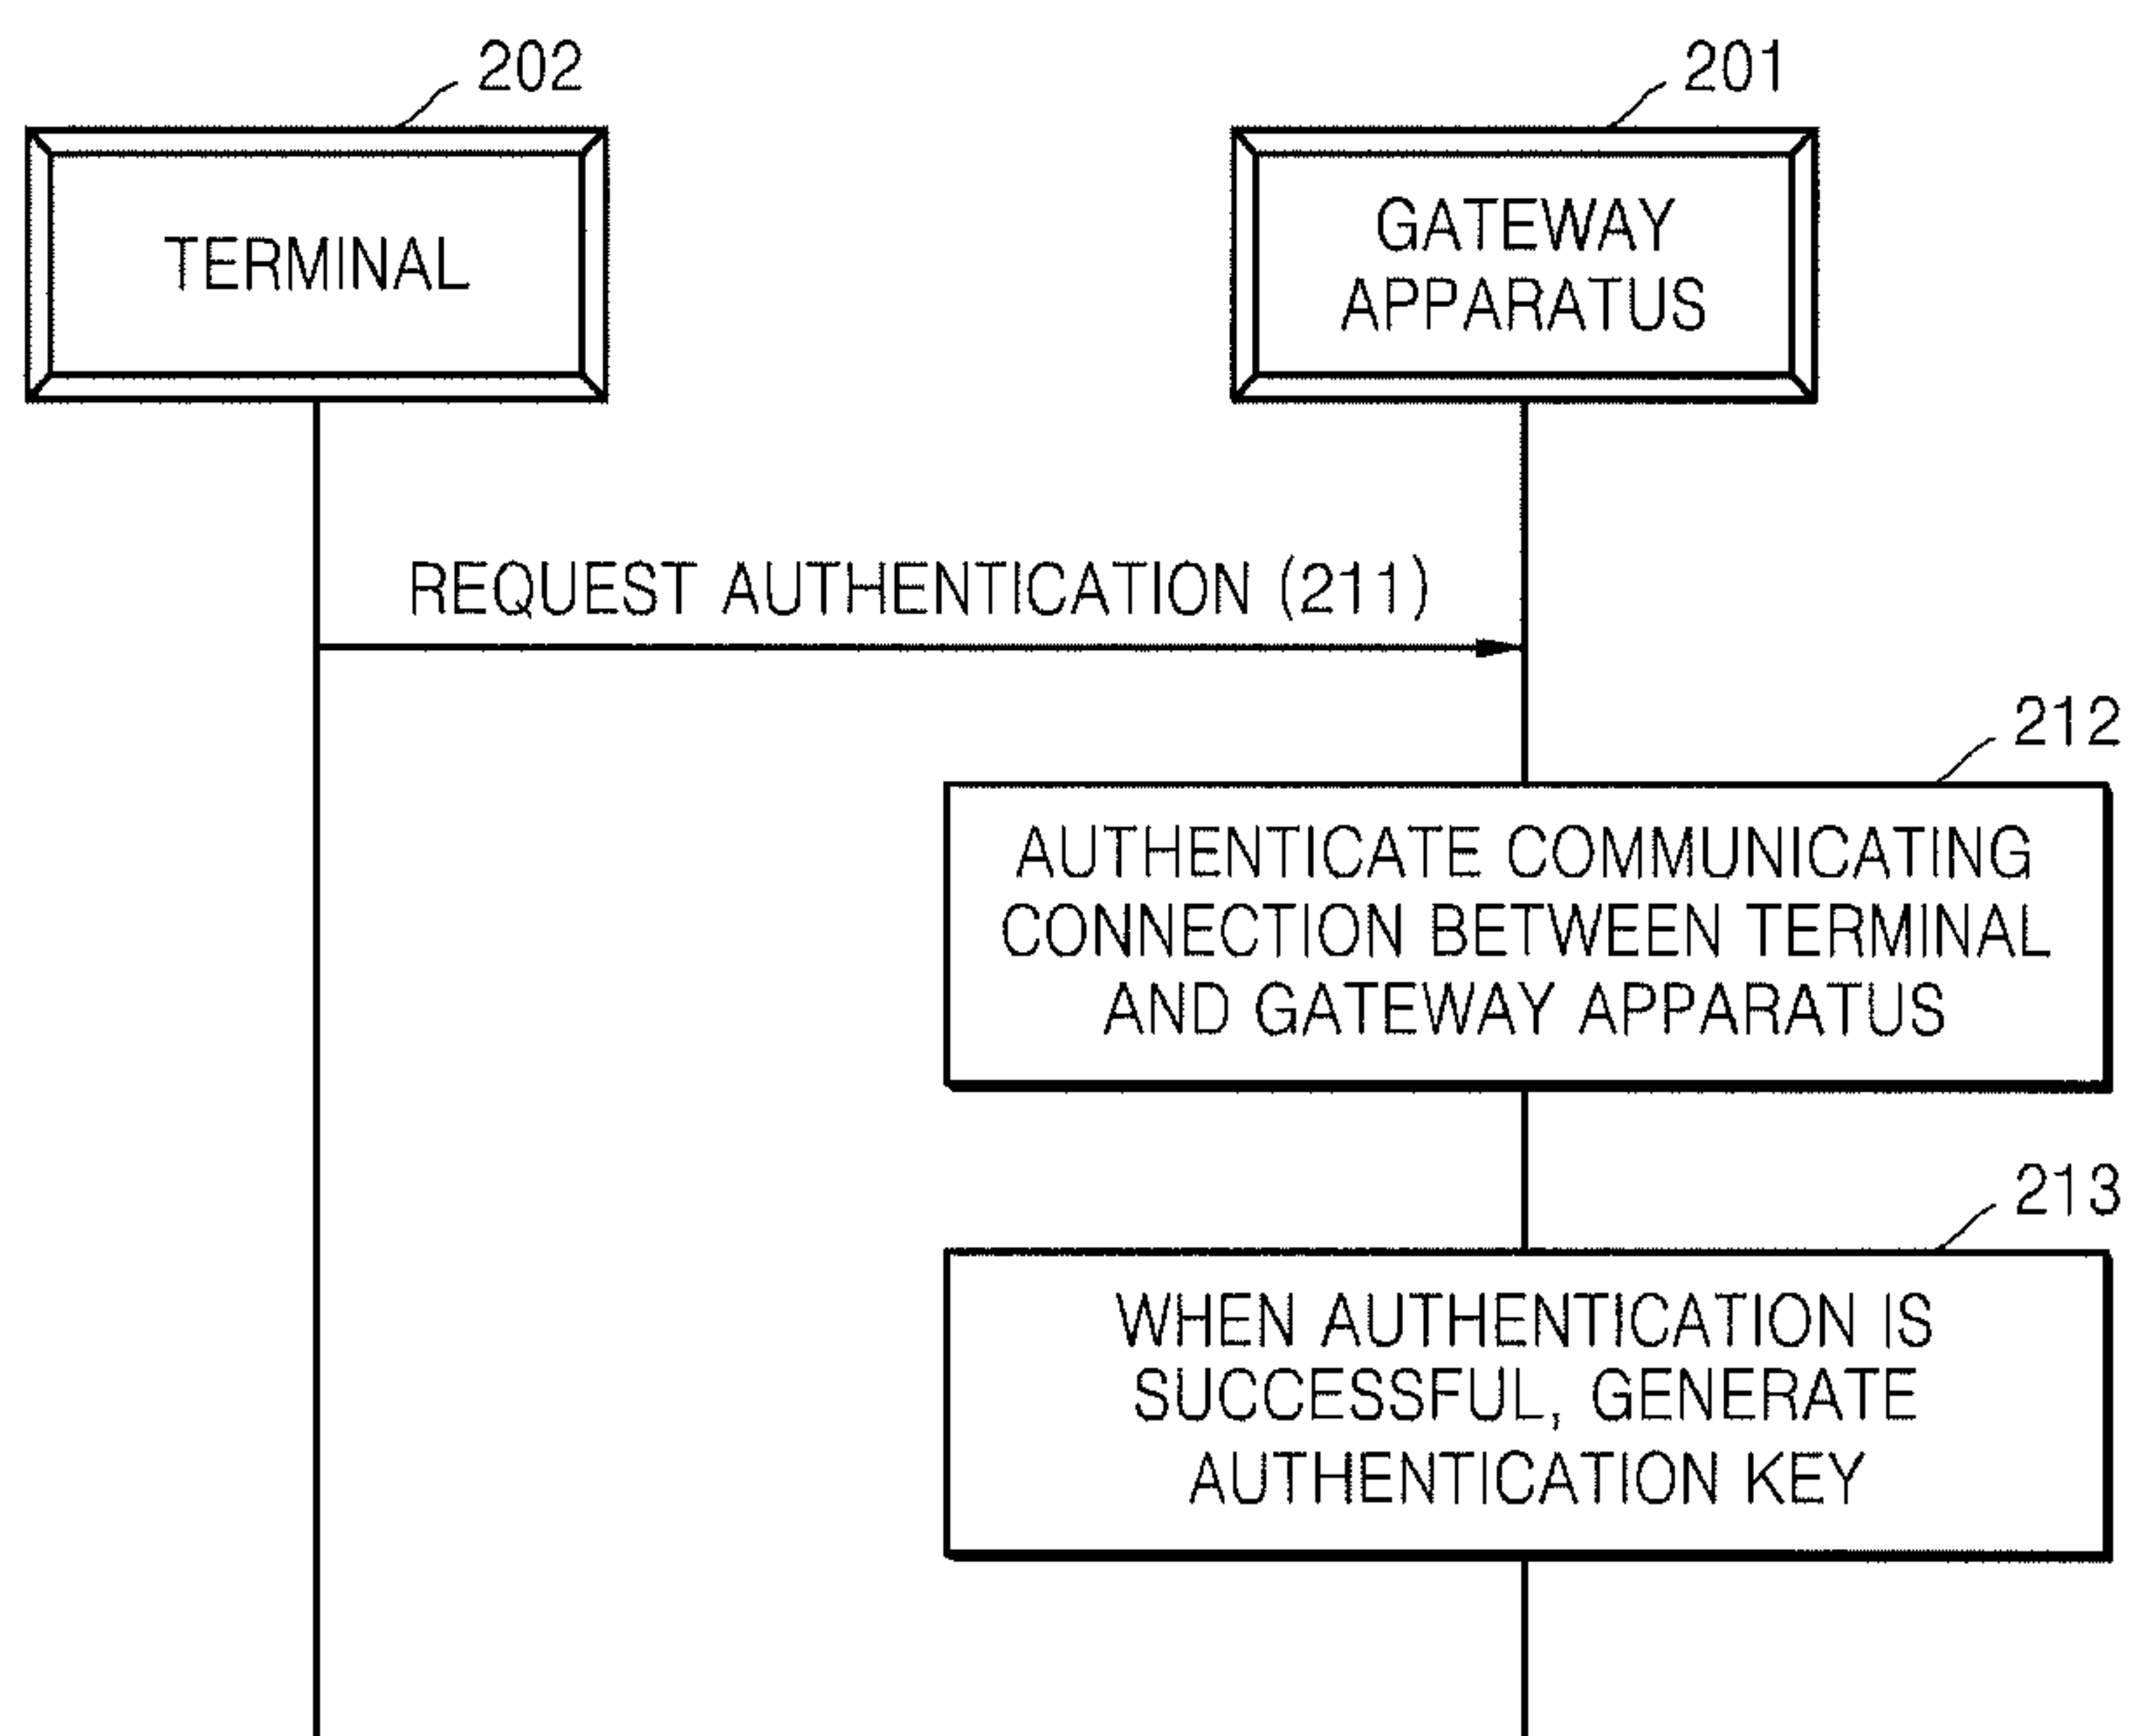 202
201
TERMINAL
GATEWAY
APPARATUS
REQUEST AUTHENTICATION (211)
212
AUTHENTICATE COMMUNICATING
CONNECTION BETWEEN TERMINAL
AND GATEWAY APPARATUS
213
WHEN AUTHENTICATION IS
SUCCESSFUL, GENERATE
AUTHENTICATION KEY